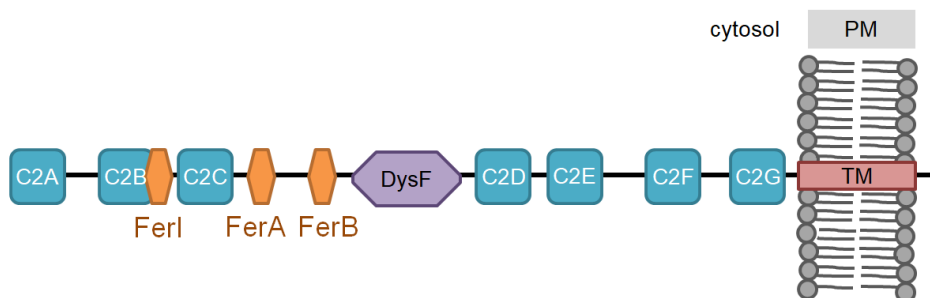 cytosol PM
C2A C2B C2C DysF C2D C2E C2F C2G TM
FerI FerA FerB